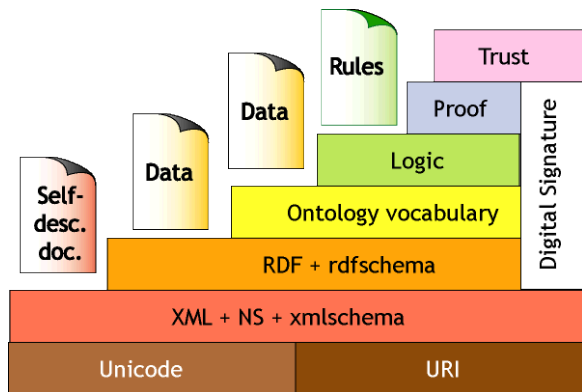 Rules
Trust
Data
Proof
Data
Logic
Self-
desc.
doc.
Ontology vocabulary
Digital Signature
RDF + rdfschema
XML + NS + xmlschema
Unicode
URI